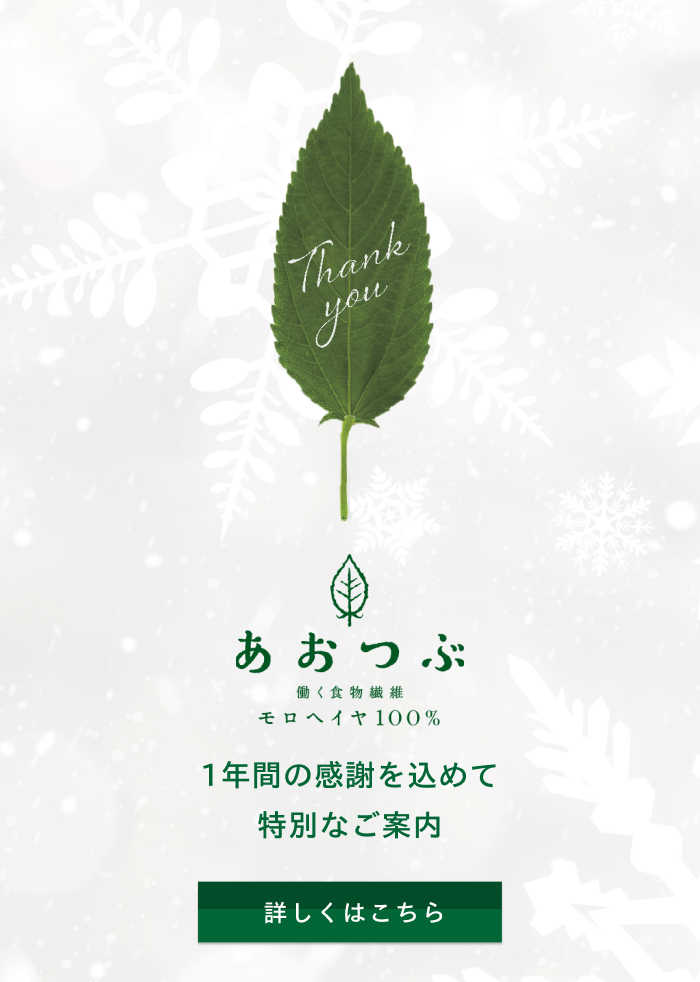 Thank
you
あおつぶ
働く食物繊維
モロヘイヤ100%
1年間の感謝を込めて
特別なご案内
詳しくはこちら